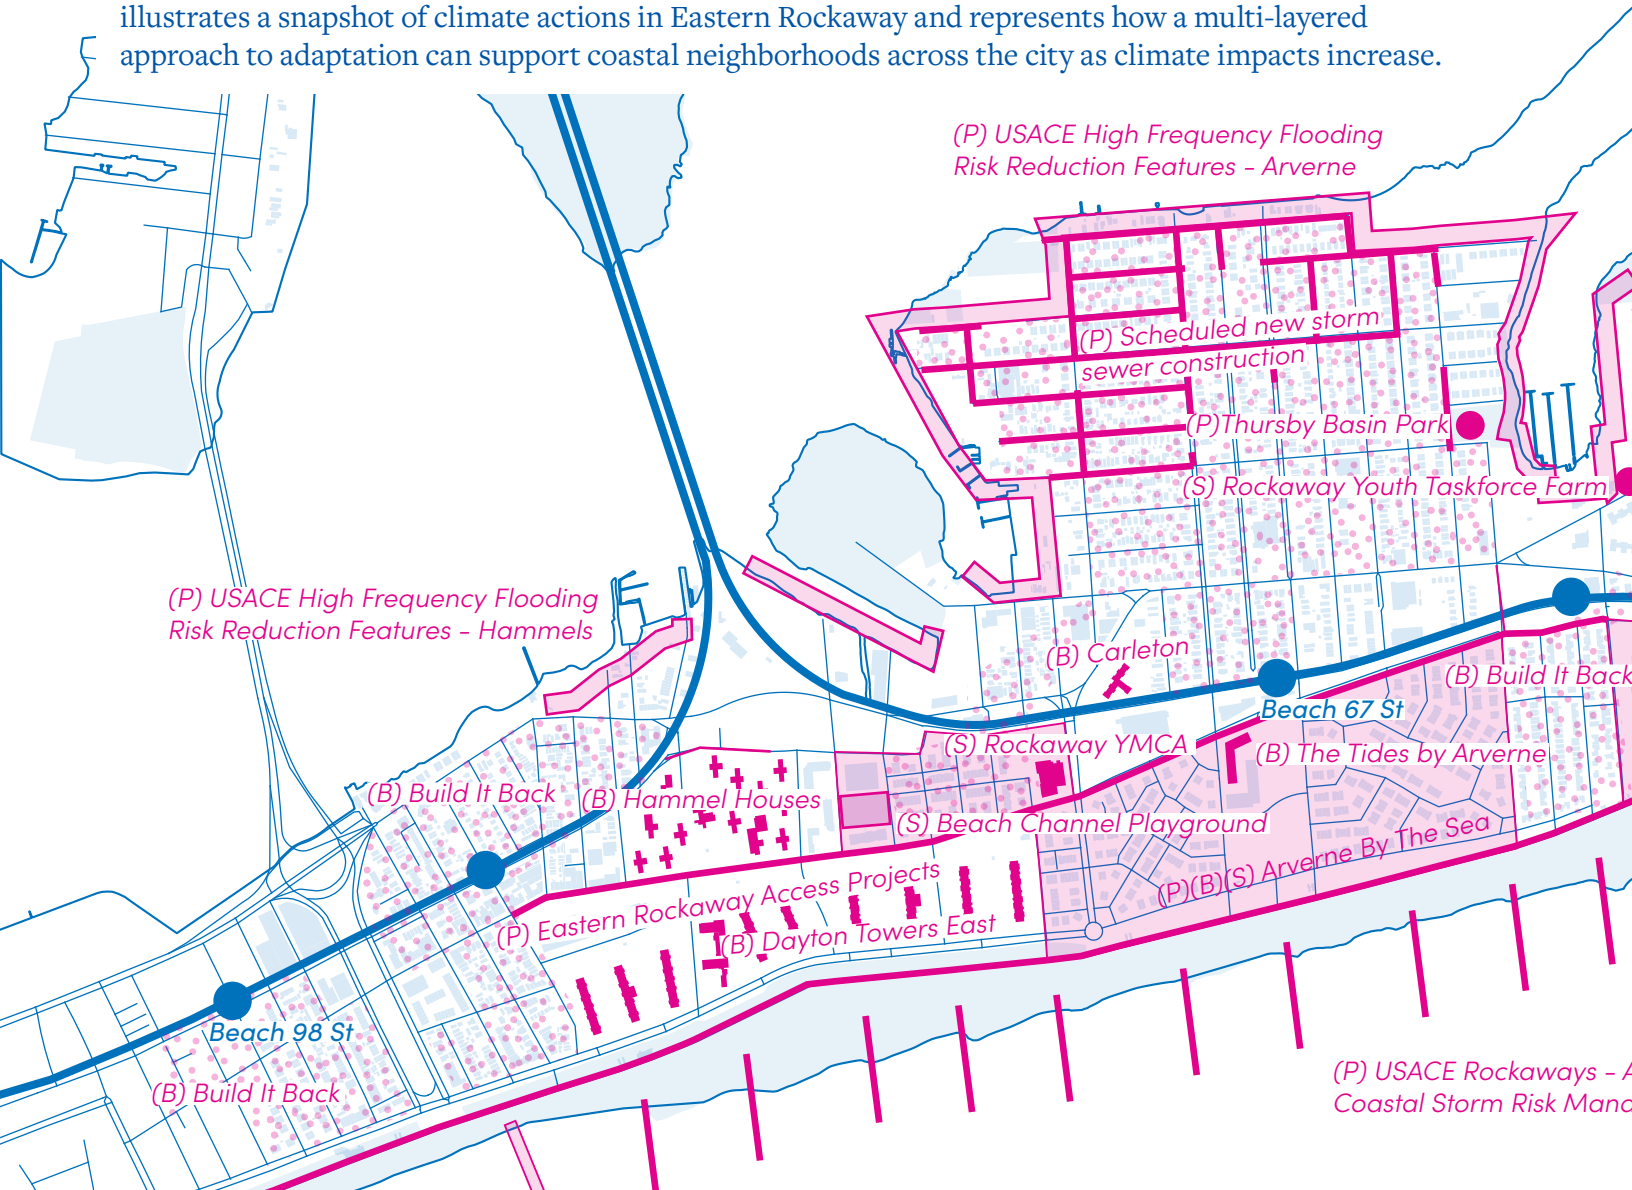 illustrates a snapshot of climate actions in Eastern Rockaway and represents how a multi-layered
approach to adaptation can support coastal neighborhoods across the city as climate impacts increase.
(P) USACE High Frequency Flooding
Risk Reduction Features - Arverne
(P) Scheduled new storm
sewer construction
(P)Thursby Basin Park
(S) Rockaway Youth Taskforce Farm
(P) USACE High Frequency Flooding
Risk Reduction Features - Hammels
(B) Carleton
(B) Build It Back
Beach 67 St
(S) Rockaway YMCA
(B) The Tides by Arverne
(B) Build It Back
(B) Hammel Houses
(S) Beach Channel Playground
(P)(B)(S) Arverne By The Sea
(P) Eastern Rockaway Access Projects
(B) Dayton Towers East
Beach 98 St
(B) Build It Back
(P) USACE Rockaways -
Coastal Storm Risk